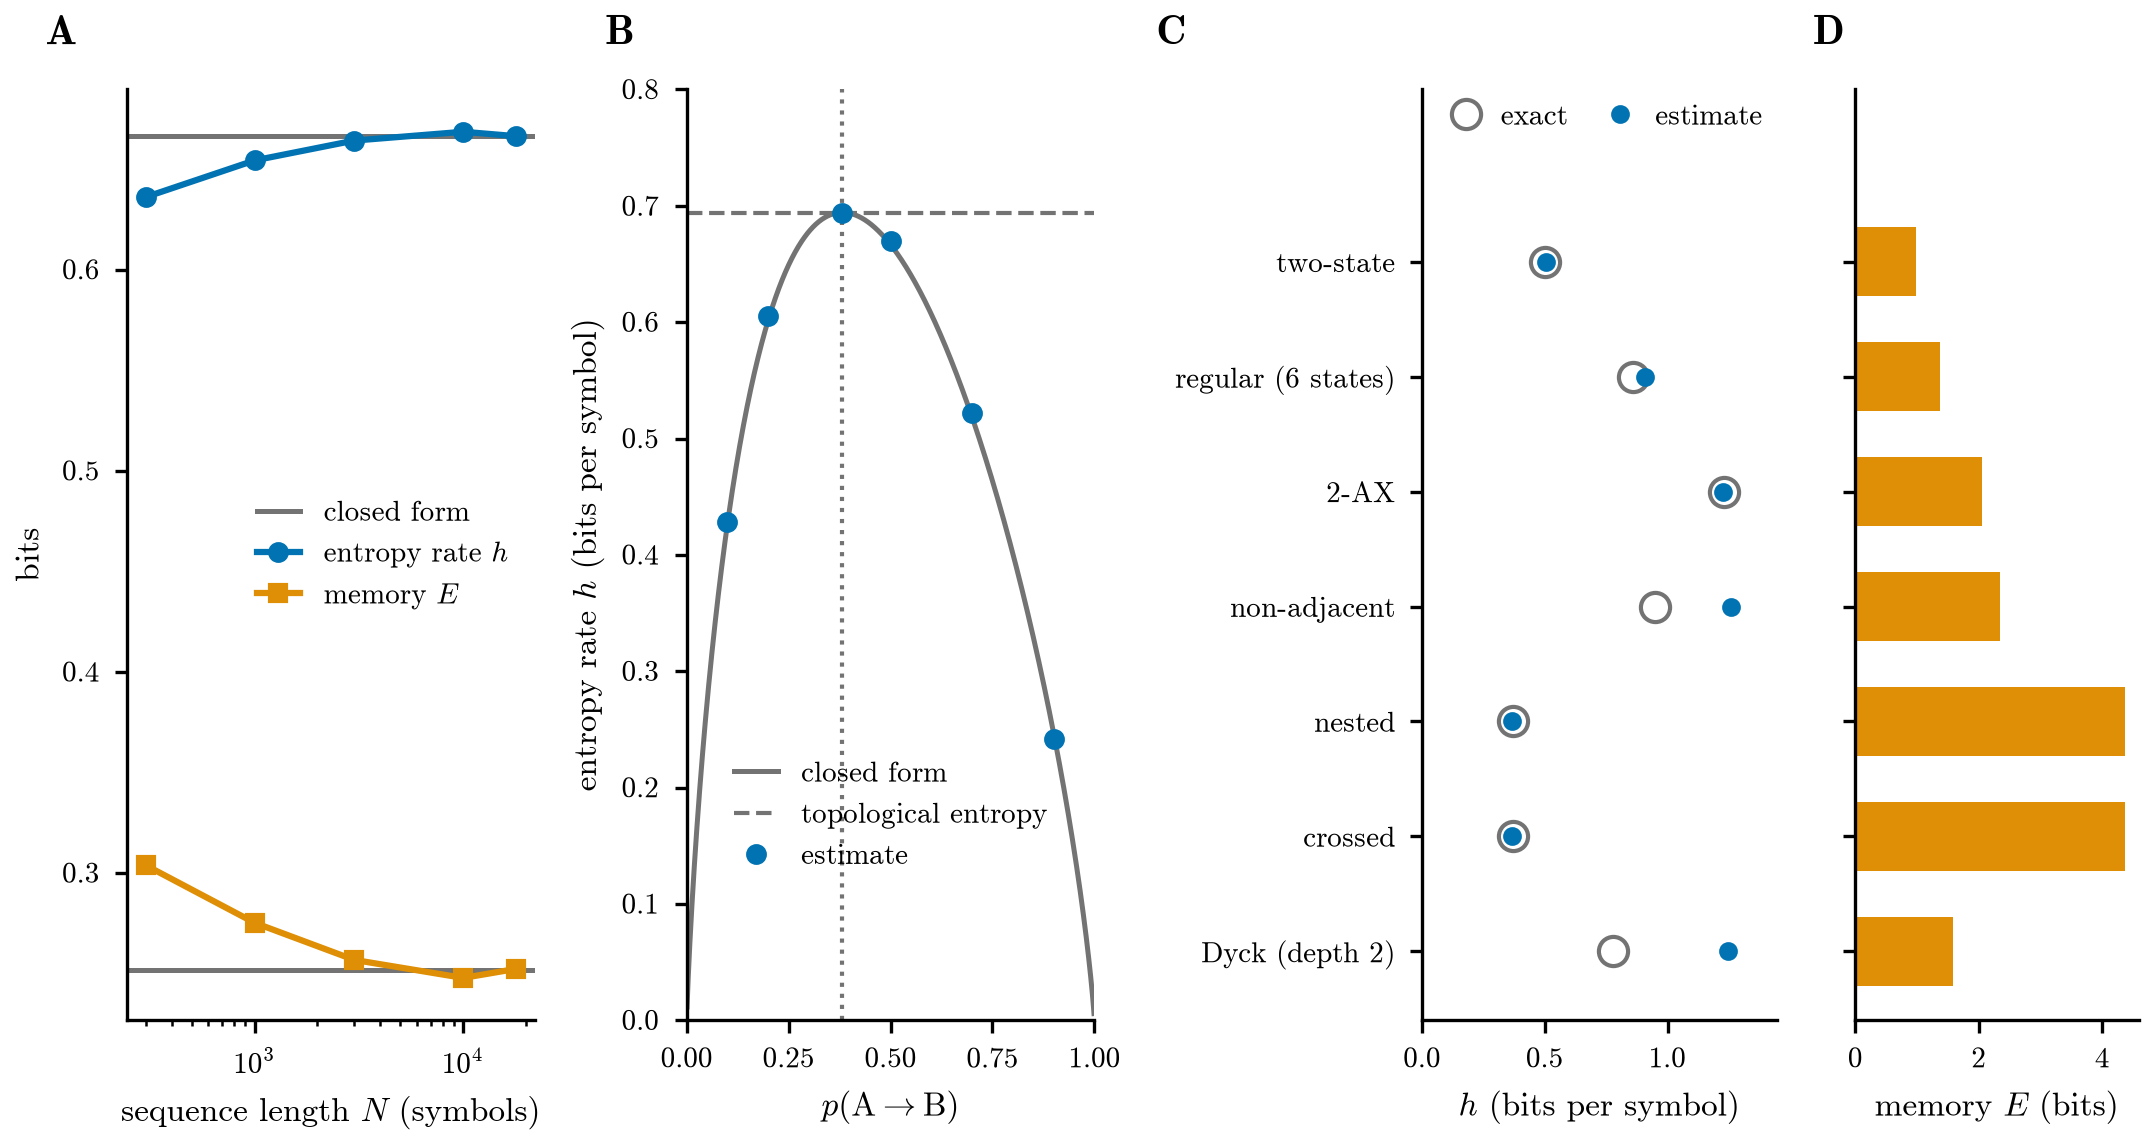 A
bits
0.6
0.5
0.4
0.3
closed form
entropy rate h
memory E
10³
10⁴
sequence length N (symbols)
B
entropy rate h (bits per symbol)
0.8
0.7
0.6
0.5
0.4
0.3
0.2
0.1
0.0
closed form
topological entropy
estimate
0.00
0.25
0.50
0.75
1.00
p(A → B)
C
exact
estimate
two-state
regular (6 states)
2-AX
non-adjacent
nested
crossed
Dyck (depth 2)
0.0
0.5
1.0
h (bits per symbol)
D
0
2
4
memory E (bits)